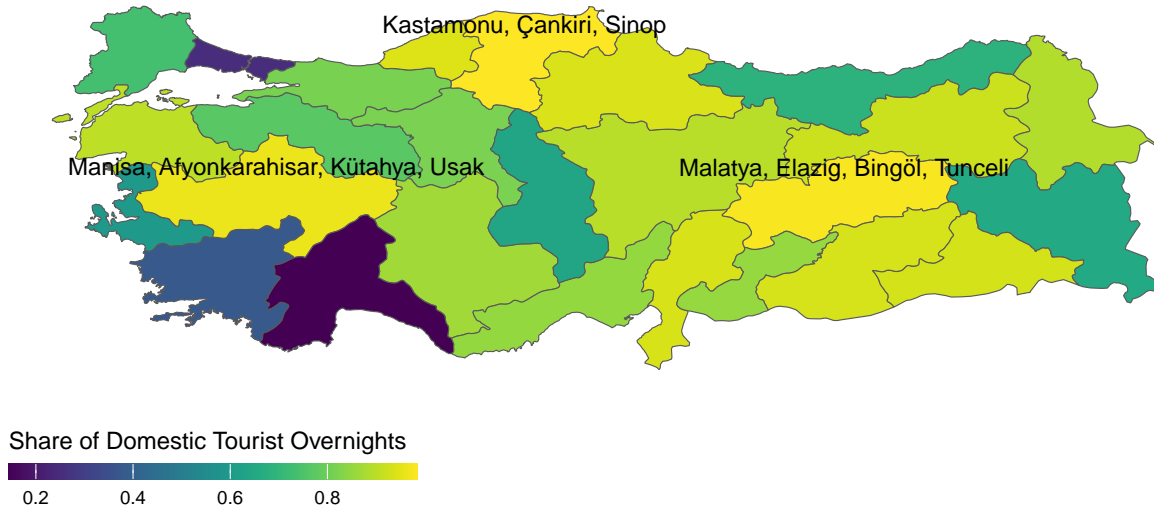 Kastamonu, Çankiri, Sinop
Manisa, Afyonkarahisar, Kütahya, Usak
Malatya, Elazig, Bingöl, Tunceli
Share of Domestic Tourist Overnights
0.2 0.4 0.6 0.8